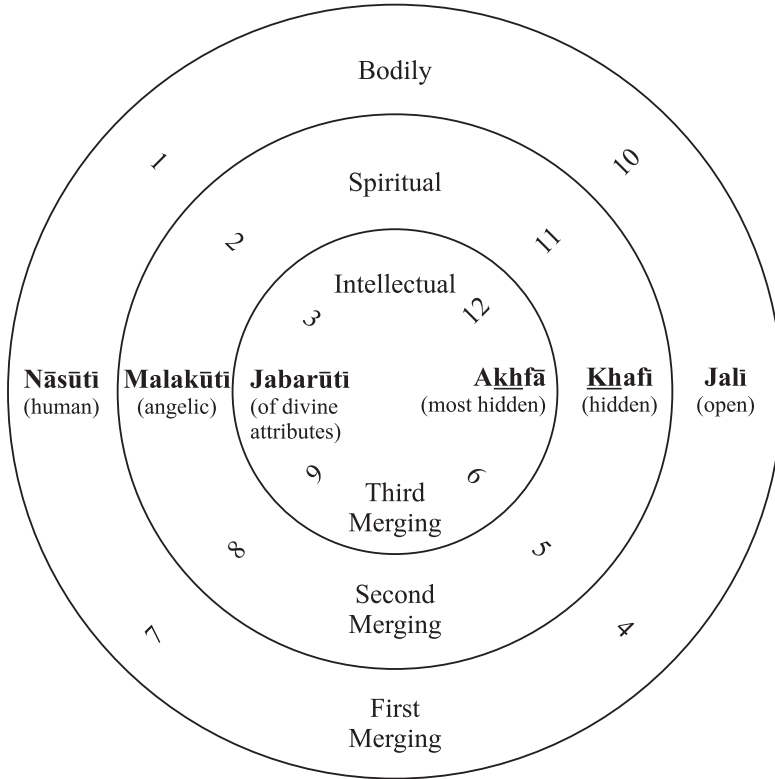 Bodily
1
10
Spiritual
2
11
Intellectual
3
12
Nāsūtī
(human)
Malakūtī
(angelic)
Jabarūtī
(of divine
attributes)
Akhfā
(most hidden)
Khafī
(hidden)
Jalī
(open)
9
6
Third
Merging
8
5
Second
Merging
7
4
First
Merging